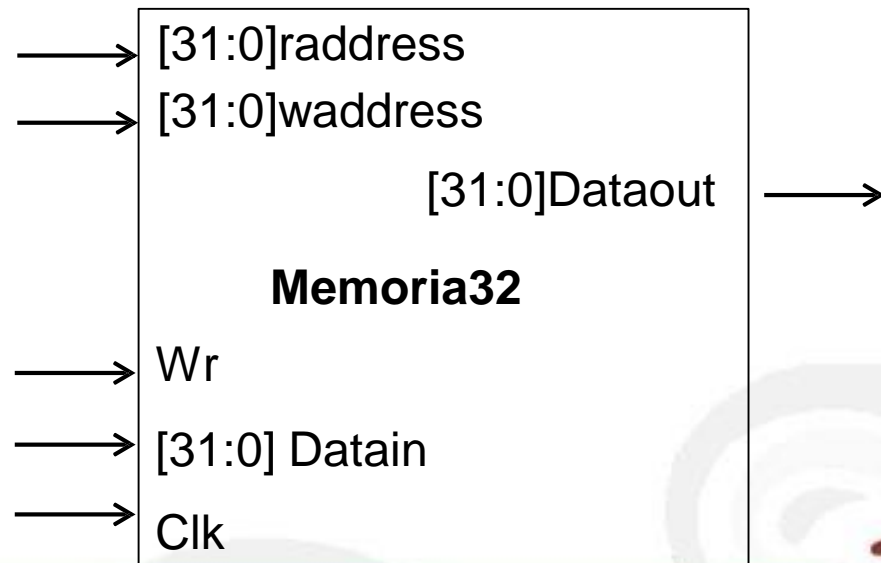 [31:0]raddress
[31:0]waddress
[31:0]Dataout
Memoria32
Wr
[31:0] Datain
Clk